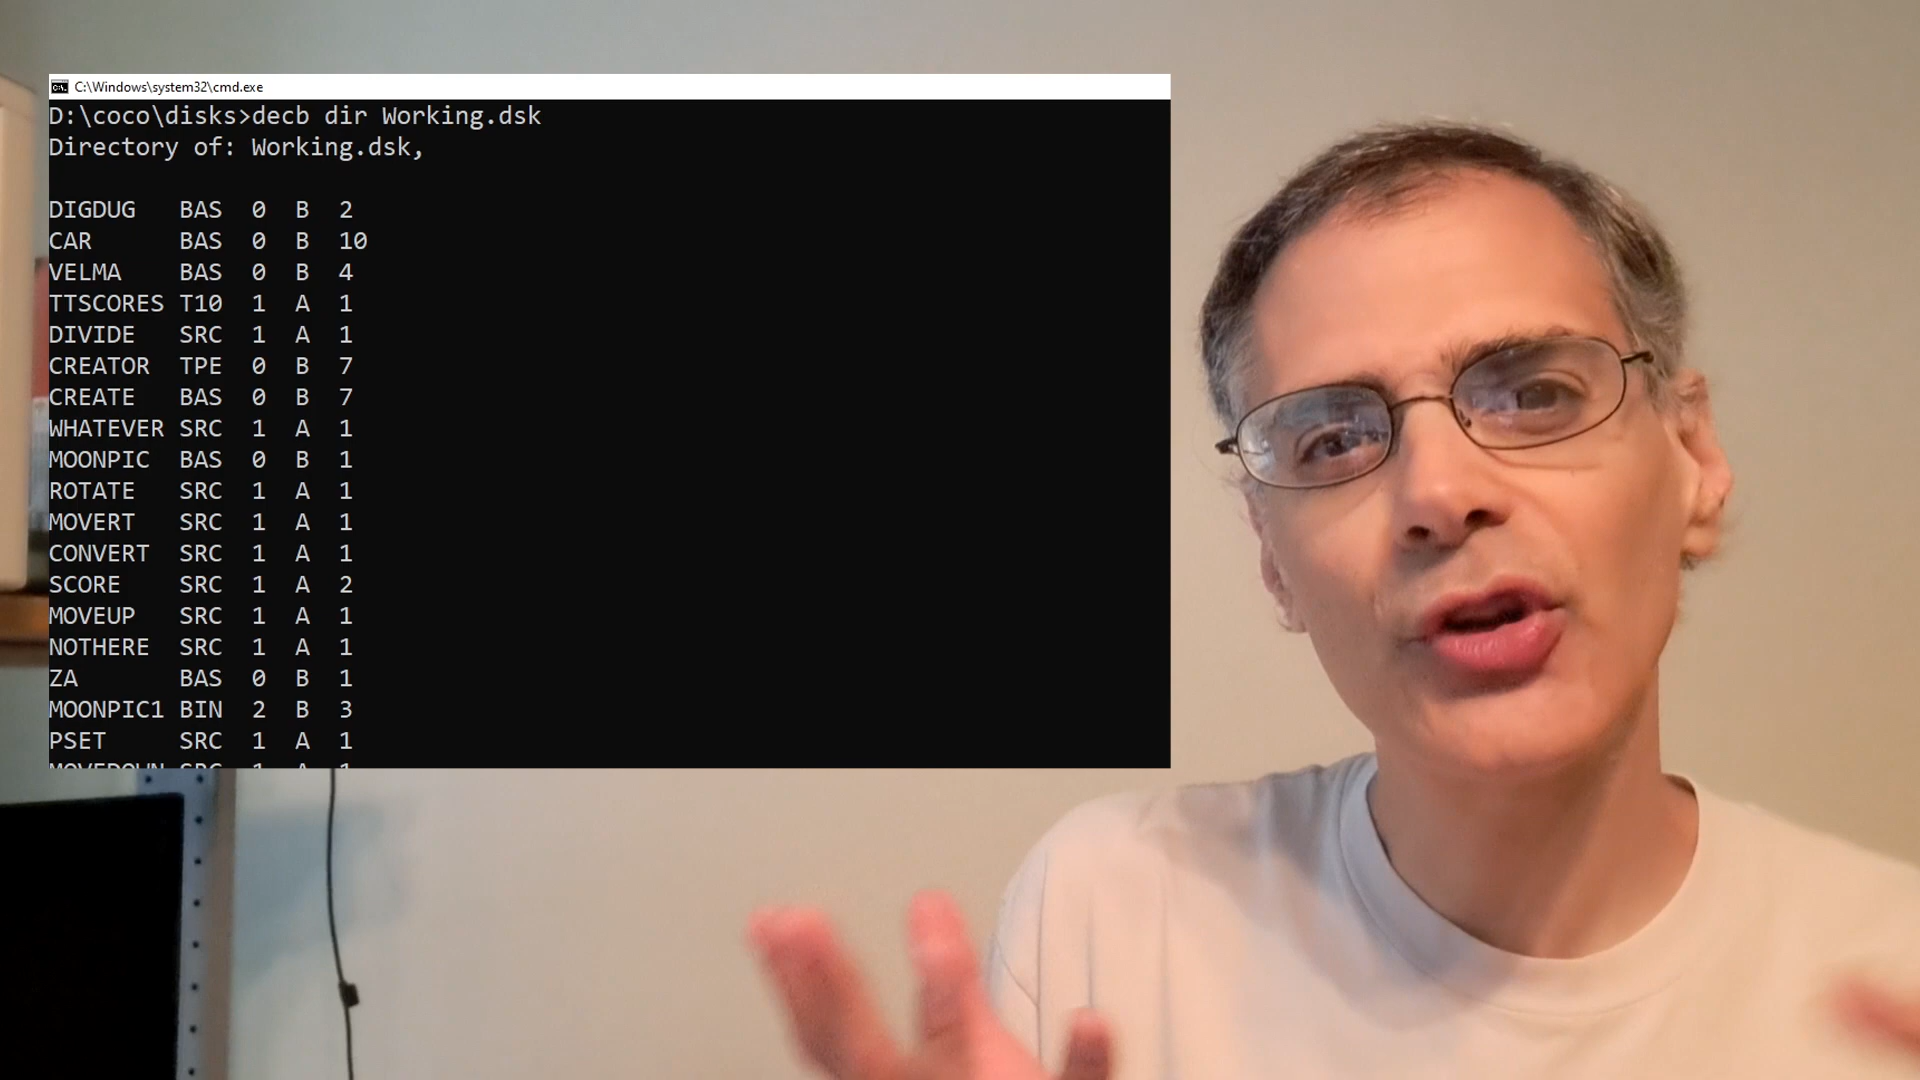 C:\Windows\system32\cmd.exe
D:\coco\disks>decb dir Working.dsk
Directory of: Working.dsk,
DIGDUG BAS 0 B 2
CAR BAS 0 B 10
VELMA BAS 0 B 4
TTSCORES T10 1 A 1
DIVIDE SRC 1 A 1
CREATOR TPE 0 B 7
CREATE BAS 0 B 7
WHATEVER SRC 1 A 1
MOONPIC BAS 0 B 1
ROTATE SRC 1 A 1
MOVERT SRC 1 A 1
CONVERT SRC 1 A 1
SCORE SRC 1 A 2
MOVEUP SRC 1 A 1
NOTHERE SRC 1 A 1
ZA BAS 0 B 1
MOONPIC1 BIN 2 B 3
PSET SRC 1 A 1
MOVEDOWN SRC 1 A 1